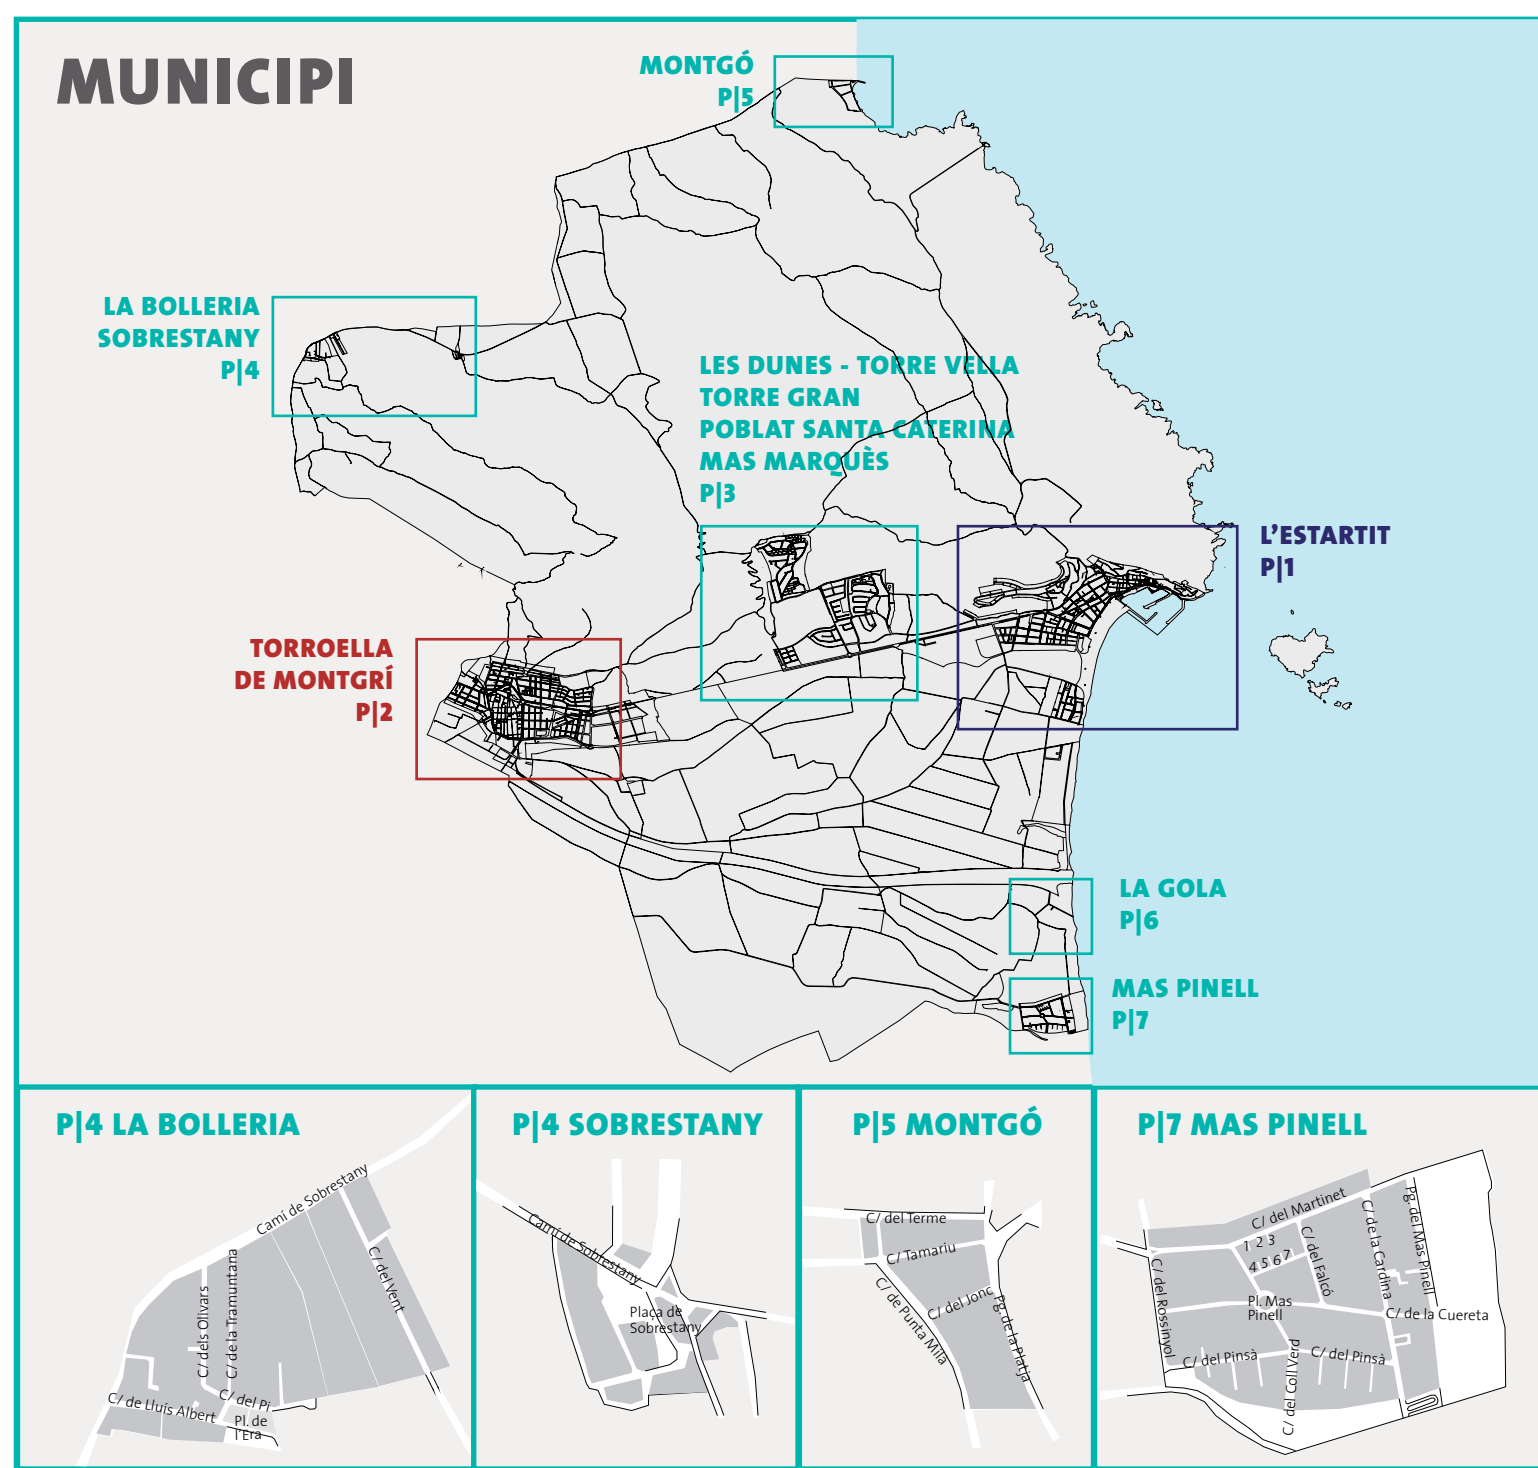 MUNICIPI
MONTGÓ
P|5
LA BOLLERIA
SOBRESTANY
P|4
LES DUNES - TORRE VELLA
TORRE GRAN
POBLAT SANTA CATERINA
MAS MARQUÈS
P|3
L'ESTARTIT
P|1
TORROELLA
DE MONTGRÍ
P|2
LA GOLA
P|6
MAS PINELL
P|7
P|4 LA BOLLERIA
Camí de Sobrestany
C/ del Vent
C/ dels Olivars
C/ de la Tramuntana
C/ de Lluís Albert
C/ del Pi
Pl. de
l'Era
P|4 SOBRESTANY
Camí de Sobrestany
Plaça de
Sobrestany
P|5 MONTGÓ
C/ del Terme
C/ Tamariu
C/ de Punta Mila
C/ del Jonc
Pg. de la Platja
P|7 MAS PINELL
C/ del Martinet
Pg. del Mas Pinell
C/ de la Cardina
C/ del Falcó
1 2 3
4 5 6 7
C/ del Rossinyol
Pl. Mas
Pinell
C/ de la Cuereta
C/ del Pinsà
C/ del Pinsà
C/ del Coll Verd